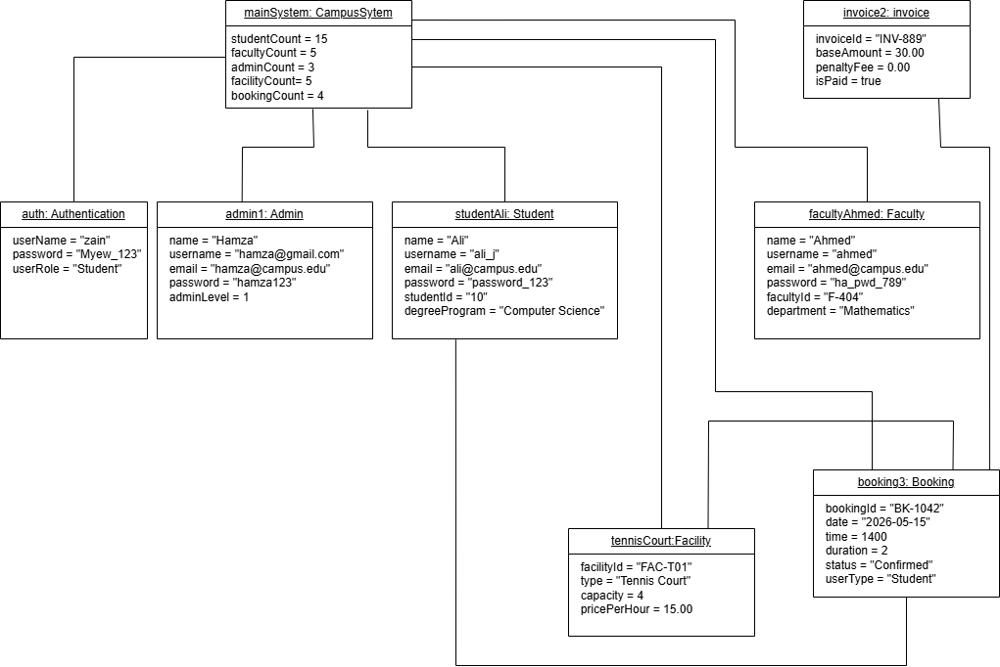 mainSystem: CampusSytem
studentCount = 15
facultyCount = 5
adminCount = 3
facilityCount= 5
bookingCount = 4
invoice2: invoice
invoiceId = "INV-889"
baseAmount = 30.00
penaltyFee = 0.00
isPaid = true
auth: Authentication
userName = "zain"
password = "Myew_123"
userRole = "Student"
admin1: Admin
name = "Hamza"
username = "hamza@gmail.com"
email = "hamza@campus.edu"
password = "hamza123"
adminLevel = 1
studentAli: Student
name = "Ali"
username = "ali_j"
email = "ali@campus.edu"
password = "password_123"
studentId = "10"
degreeProgram = "Computer Science"
facultyAhmed: Faculty
name = "Ahmed"
username = "ahmed"
email = "ahmed@campus.edu"
password = "ha_pwd_789"
facultyId = "F-404"
department = "Mathematics"
tennisCourt:Facility
facilityId = "FAC-T01"
type = "Tennis Court"
capacity = 4
pricePerHour = 15.00
booking3: Booking
bookingId = "BK-1042"
date = "2026-05-15"
time = 1400
duration = 2
status = "Confirmed"
userType = "Student"